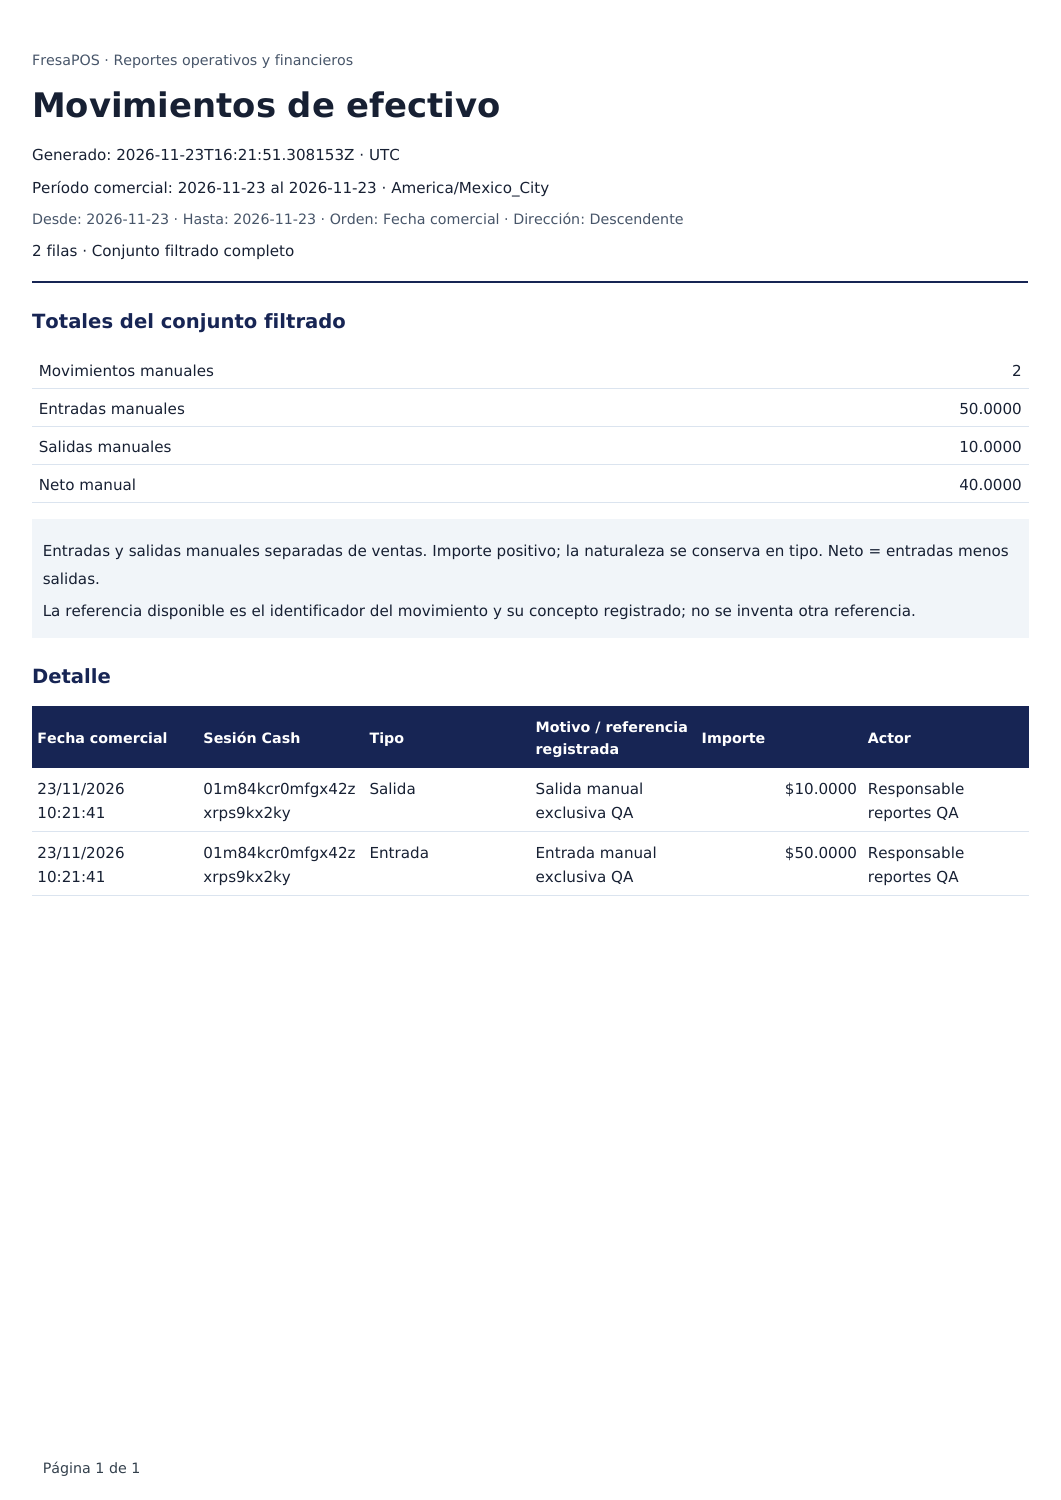 FresaPOS · Reportes operativos y financieros
Movimientos de efectivo
Generado: 2026-11-23T16:21:51.308153Z · UTC
Período comercial: 2026-11-23 al 2026-11-23 · America/Mexico_City
Desde: 2026-11-23 · Hasta: 2026-11-23 · Orden: Fecha comercial · Dirección: Descendente
2 filas · Conjunto filtrado completo
Totales del conjunto filtrado
Movimientos manuales 2
Entradas manuales 50.0000
Salidas manuales 10.0000
Neto manual 40.0000
Entradas y salidas manuales separadas de ventas. Importe positivo; la naturaleza se conserva en tipo. Neto = entradas menos
salidas.
La referencia disponible es el identificador del movimiento y su concepto registrado; no se inventa otra referencia.
Detalle
Fecha comercial Sesión Cash Tipo Motivo / referencia Importe Actor
registrada
23/11/2026 01m84kcr0mfgx42z Salida Salida manual $10.0000 Responsable
10:21:41 xrps9kx2ky exclusiva QA reportes QA
23/11/2026 01m84kcr0mfgx42z Entrada Entrada manual $50.0000 Responsable
10:21:41 xrps9kx2ky exclusiva QA reportes QA
Página 1 de 1